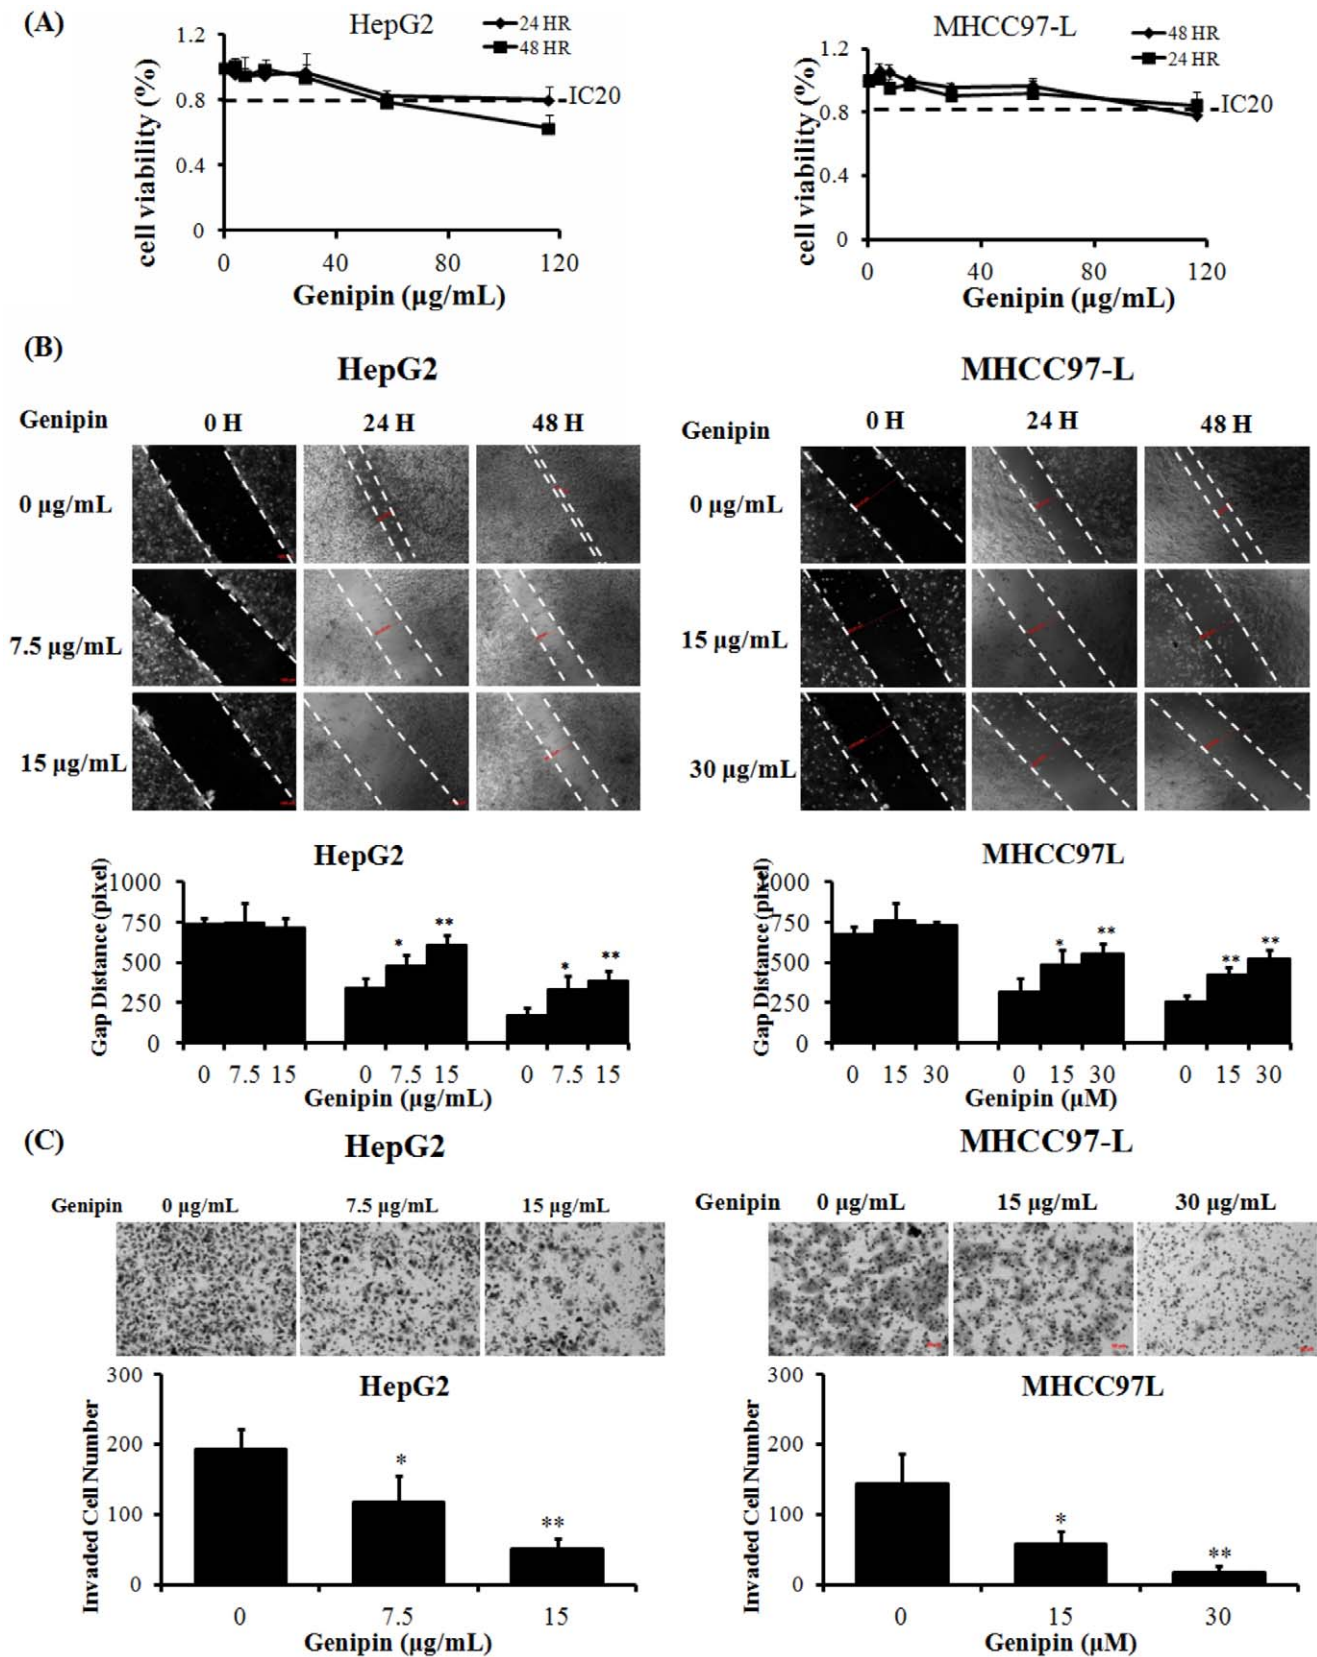 (A)
HepG2
24 HR
48 HR
1.2
0.8
0.4
0
cell viability (%)
IC20
0 40 80 120
Genipin (µg/mL)
MHCC97-L
48 HR
24 HR
1.2
0.8
0.4
0
cell viability (%)
IC20
0 40 80 120
Genipin (µg/mL)
(B)
HepG2
Genipin 0 H 24 H 48 H
0 µg/mL
7.5 µg/mL
15 µg/mL
MHCC97-L
Genipin 0 H 24 H 48 H
0 µg/mL
15 µg/mL
30 µg/mL
HepG2
Gap Distance (pixel)
1000
750
500
250
0
* ** * **
0 7.5 15 0 7.5 15 0 7.5 15
Genipin (µg/mL)
MHCC97L
Gap Distance (pixel)
1000
750
500
250
0
* ** ** **
0 15 30 0 15 30 0 15 30
Genipin (µM)
(C)
HepG2
Genipin 0 µg/mL 7.5 µg/mL 15 µg/mL
MHCC97-L
Genipin 0 µg/mL 15 µg/mL 30 µg/mL
HepG2
Invaded Cell Number
300
200
100
0
* **
0 7.5 15
Genipin (µg/mL)
MHCC97L
Invaded Cell Number
300
200
100
0
* **
0 15 30
Genipin (µM)